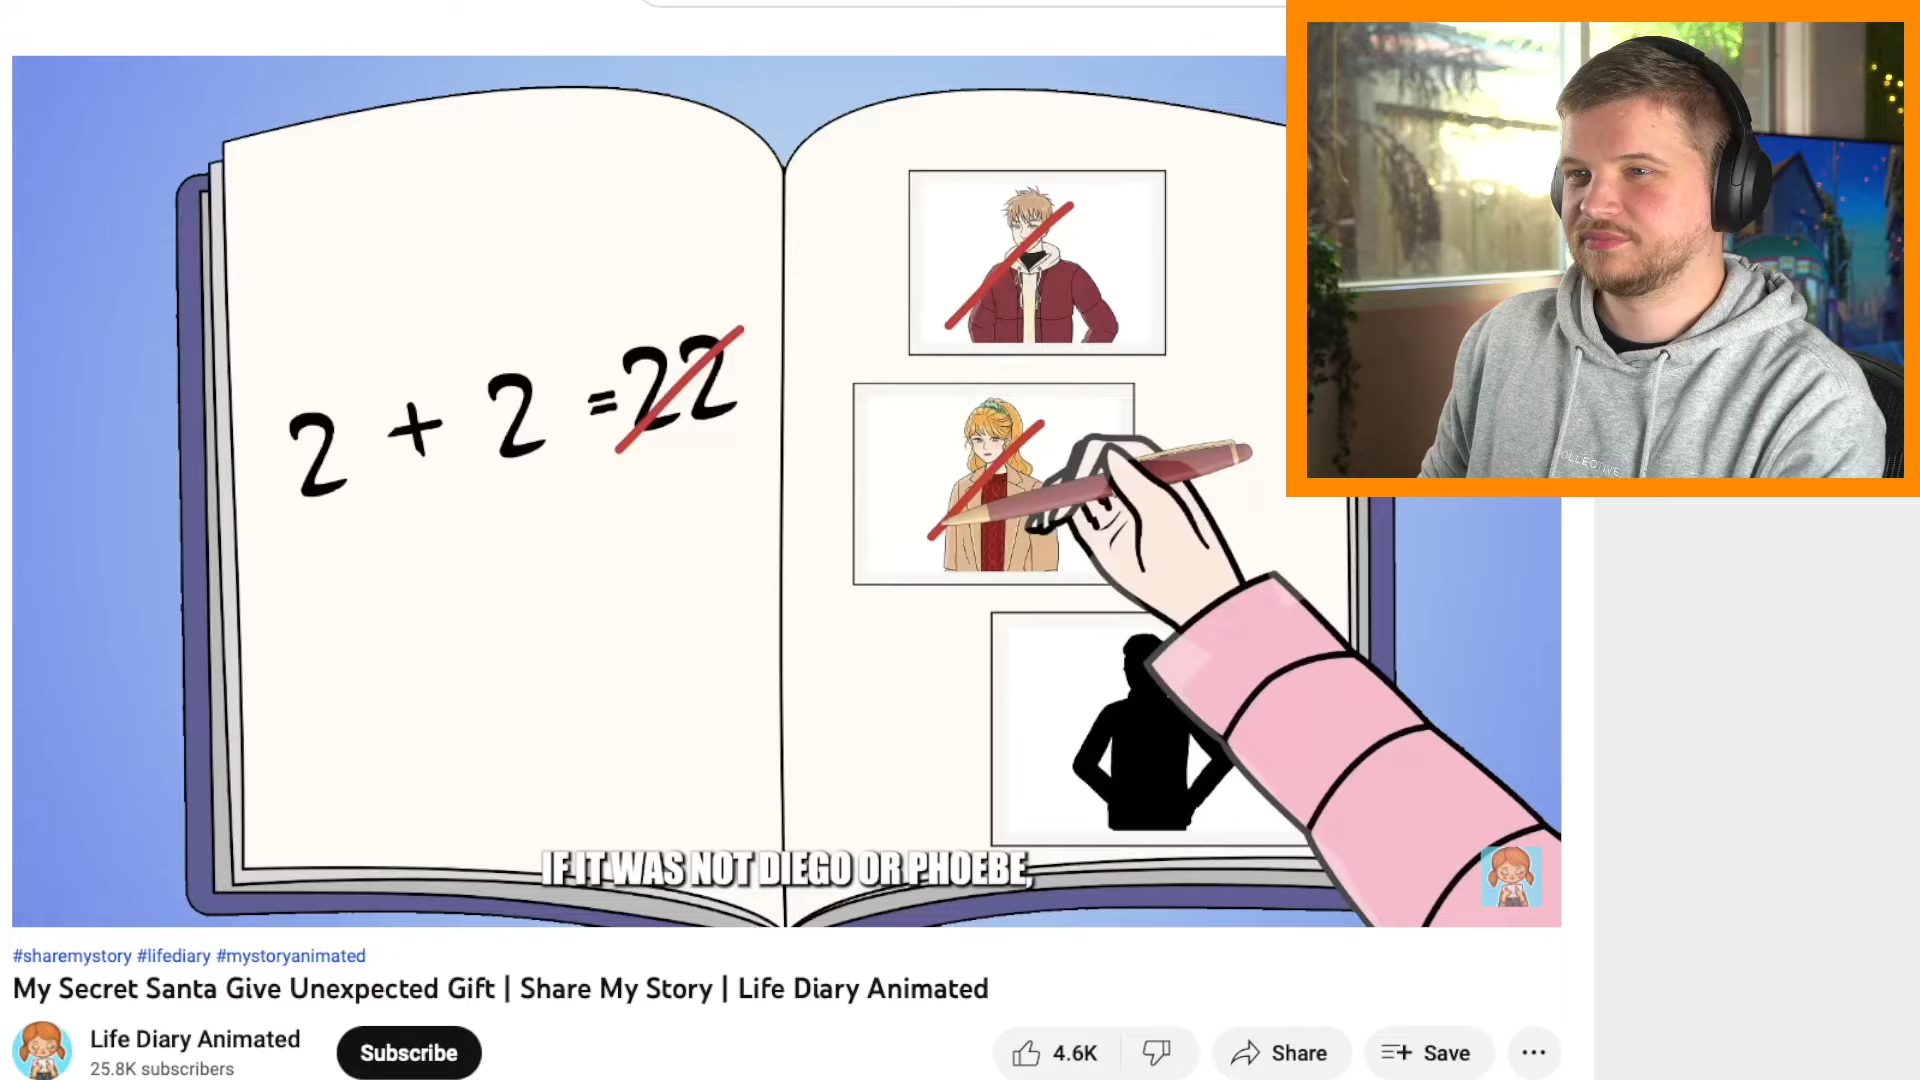 2 + 2 = 22
IF IT WAS NOT DIEGO OR PHOEBE,
OLLECTIVE
#sharemystory #lifediary #mystoryanimated
My Secret Santa Give Unexpected Gift | Share My Story | Life Diary Animated
Life Diary Animated
25.8K subscribers
Subscribe
4.6K
Share
Save